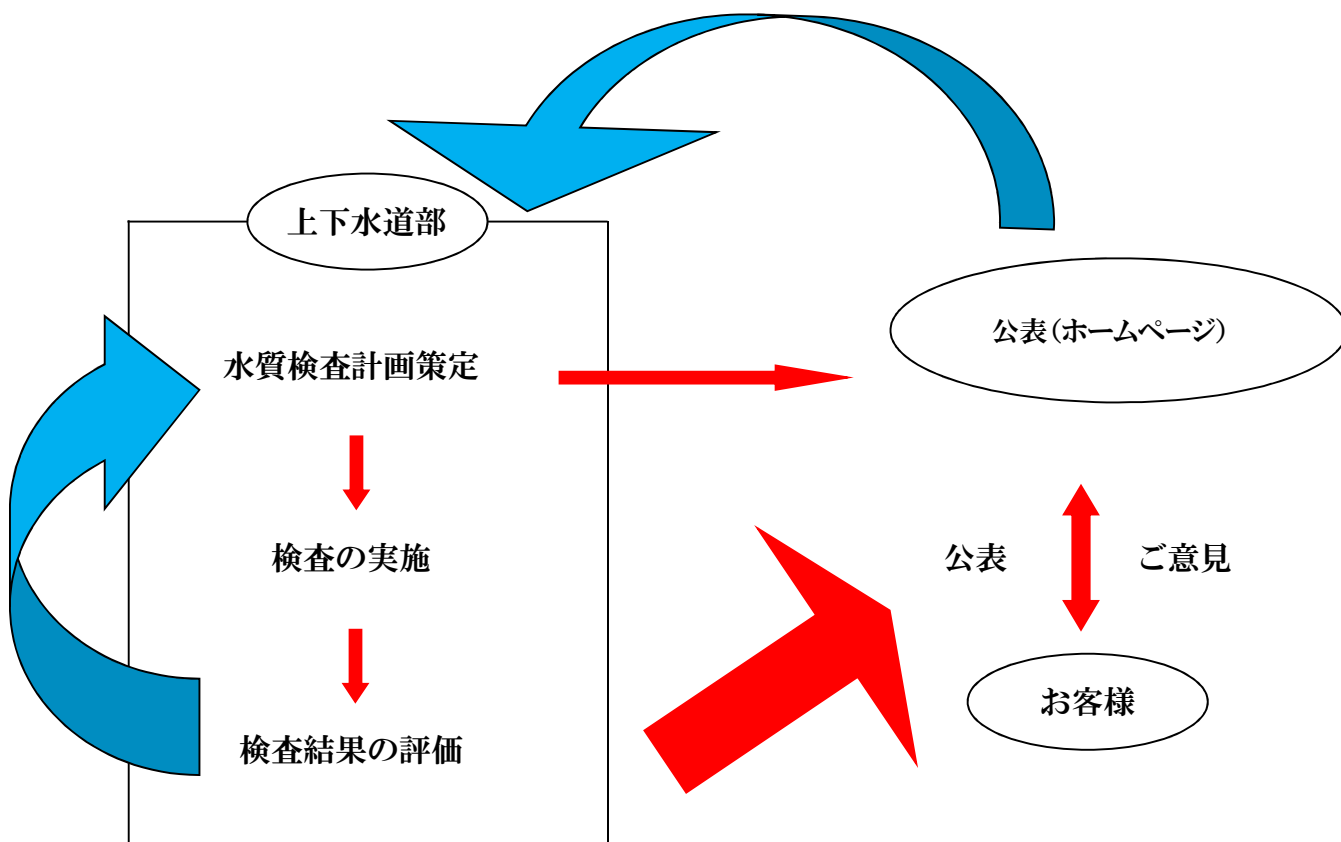 上下水道部
公表（ホームページ）
水質検査計画策定
検査の実施
公表
ご意見
お客様
検査結果の評価